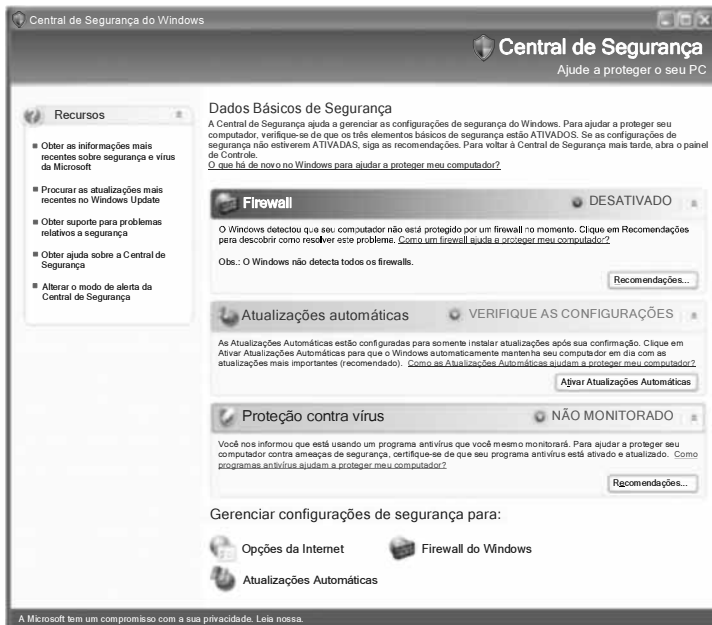 Central de Segurança do Windows
Central de Segurança
Ajude a proteger o seu PC
Recursos
Obter as iniformações mais
recentes sobre segurança e vírus
da Microsoft
Procurar as atualizações mais
recentes no Windows Update
Obter suporte para problemas
relativos a segurança
Obter ajuda sobre a Central de
Segurança
Alterar o modo de alerta da
Central de Segurança
Dados Básicos de Segurança
A Central de Segurança ajuda a gerenciar as configurações de segurança do Windows. Para ajudar a proteger seu
computador, verifique-se de que os três elementos básicos de segurança estão ATIVADOS. Se as configurações de
segurança não estiverem ATIVADAS, siga as recomendações. Para voltar à Central de Segurança mais tarde, abra o painel
de Controle.
O que há de novo no Windows para ajudar a proteger meu computador?
Firewall
DESATIVADO
O Windows detectou que seu computador não está protegido por um firewall no momento. Clique em Recomendações
para descobrir como resolver este problema. Como um firewall ajuda a proteger meu computador?
Obs.: O Windows não detecta todos os firewalls.
Recomendações...
Atualizações automáticas
VERIFIQUE AS CONFIGURAÇÕES
As Atualizações Automáticas estão configuradas para somente instalar atualizações após sua confirmação. Clique em
Ativar Atualizações Automáticas para que o Windows automaticamente mantenha seu computador em dia com as
atualizações mais importantes (recomendado). Como as Atualizações Automáticas ajudam a proteger meu computador?
Ativar Atualizações Automáticas
Proteção contra vírus
NÃO MONITORADO
Você nos informou que está usando um programa antivírus que você mesmo monitorará. Para ajudar a proteger seu
computador contra ameaças de segurança, certifique-se de que seu programa antivírus está ativado e atualizado. Como
programas antivírus ajudam a proteger meu computador?
Recomendações...
Gerenciar configurações de segurança para:
Opções da Internet
Firewall do Windows
Atualizações Automáticas
A Microsoft tem um compromisso com a sua privacidade. Leia nossa.